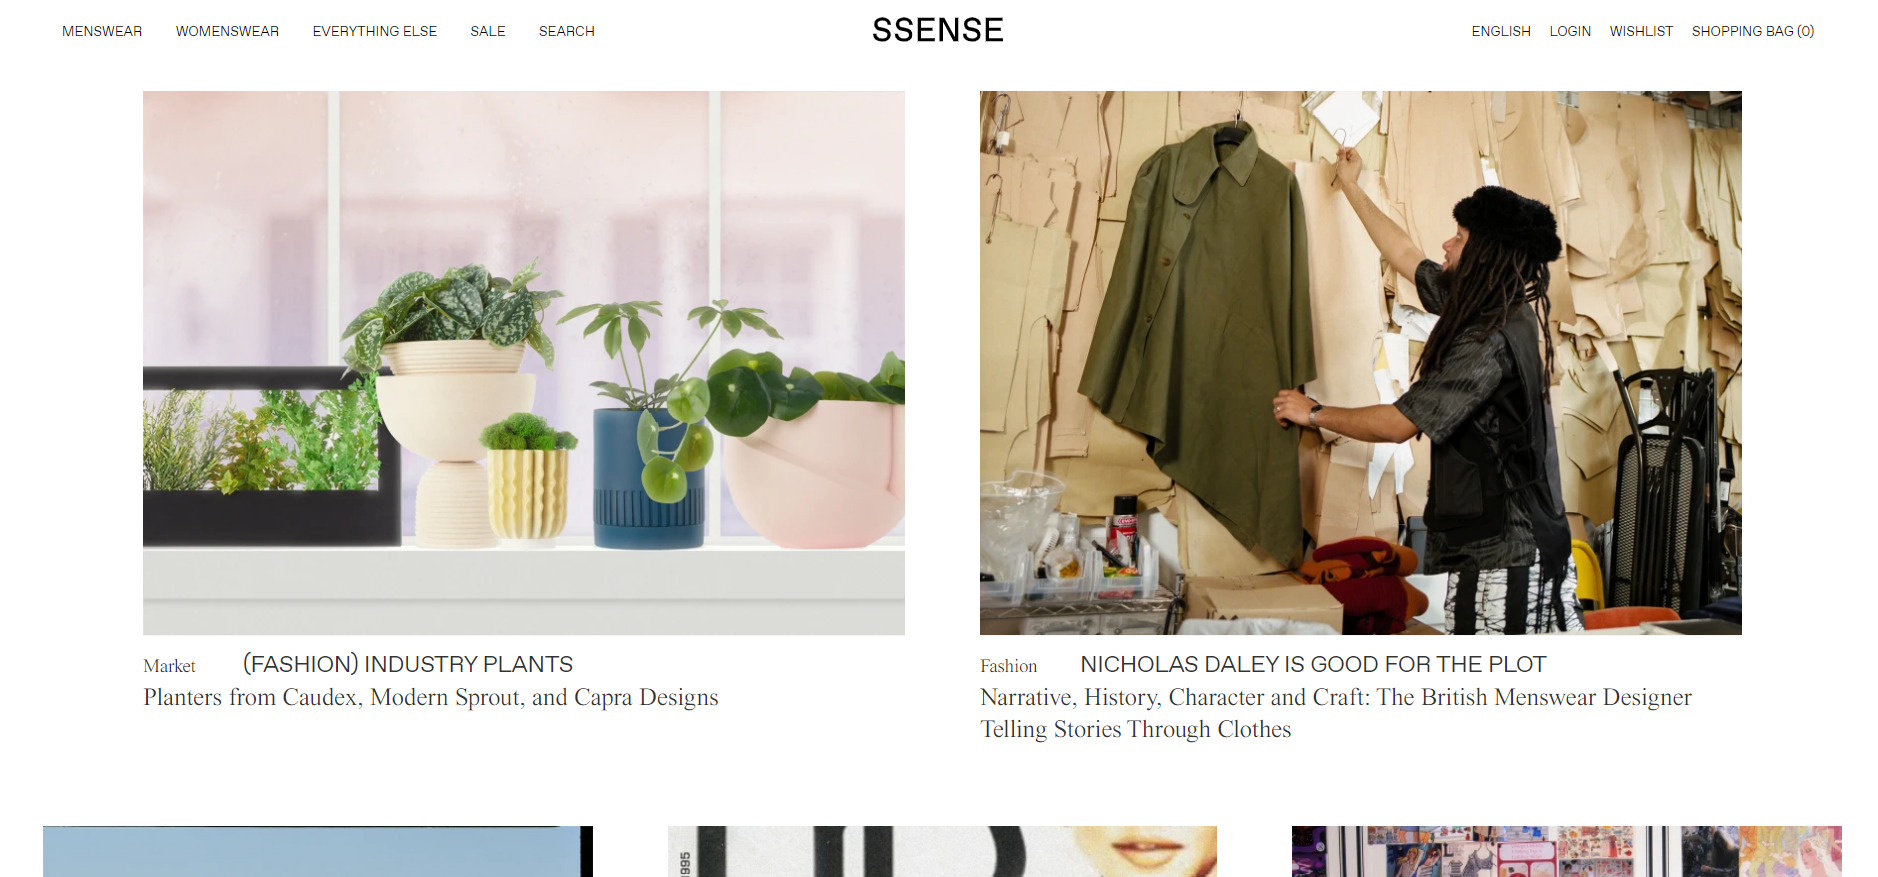 MENSWEAR WOMENSWEAR EVERYTHING ELSE SALE SEARCH SSENSE ENGLISH LOGIN WISHLIST SHOPPING BAG (0)
Market (FASHION) INDUSTRY PLANTS
Planters from Caudex, Modern Sprout, and Capra Designs
Fashion NICHOLAS DALEY IS GOOD FOR THE PLOT
Narrative, History, Character and Craft: The British Menswear Designer
Telling Stories Through Clothes
1995